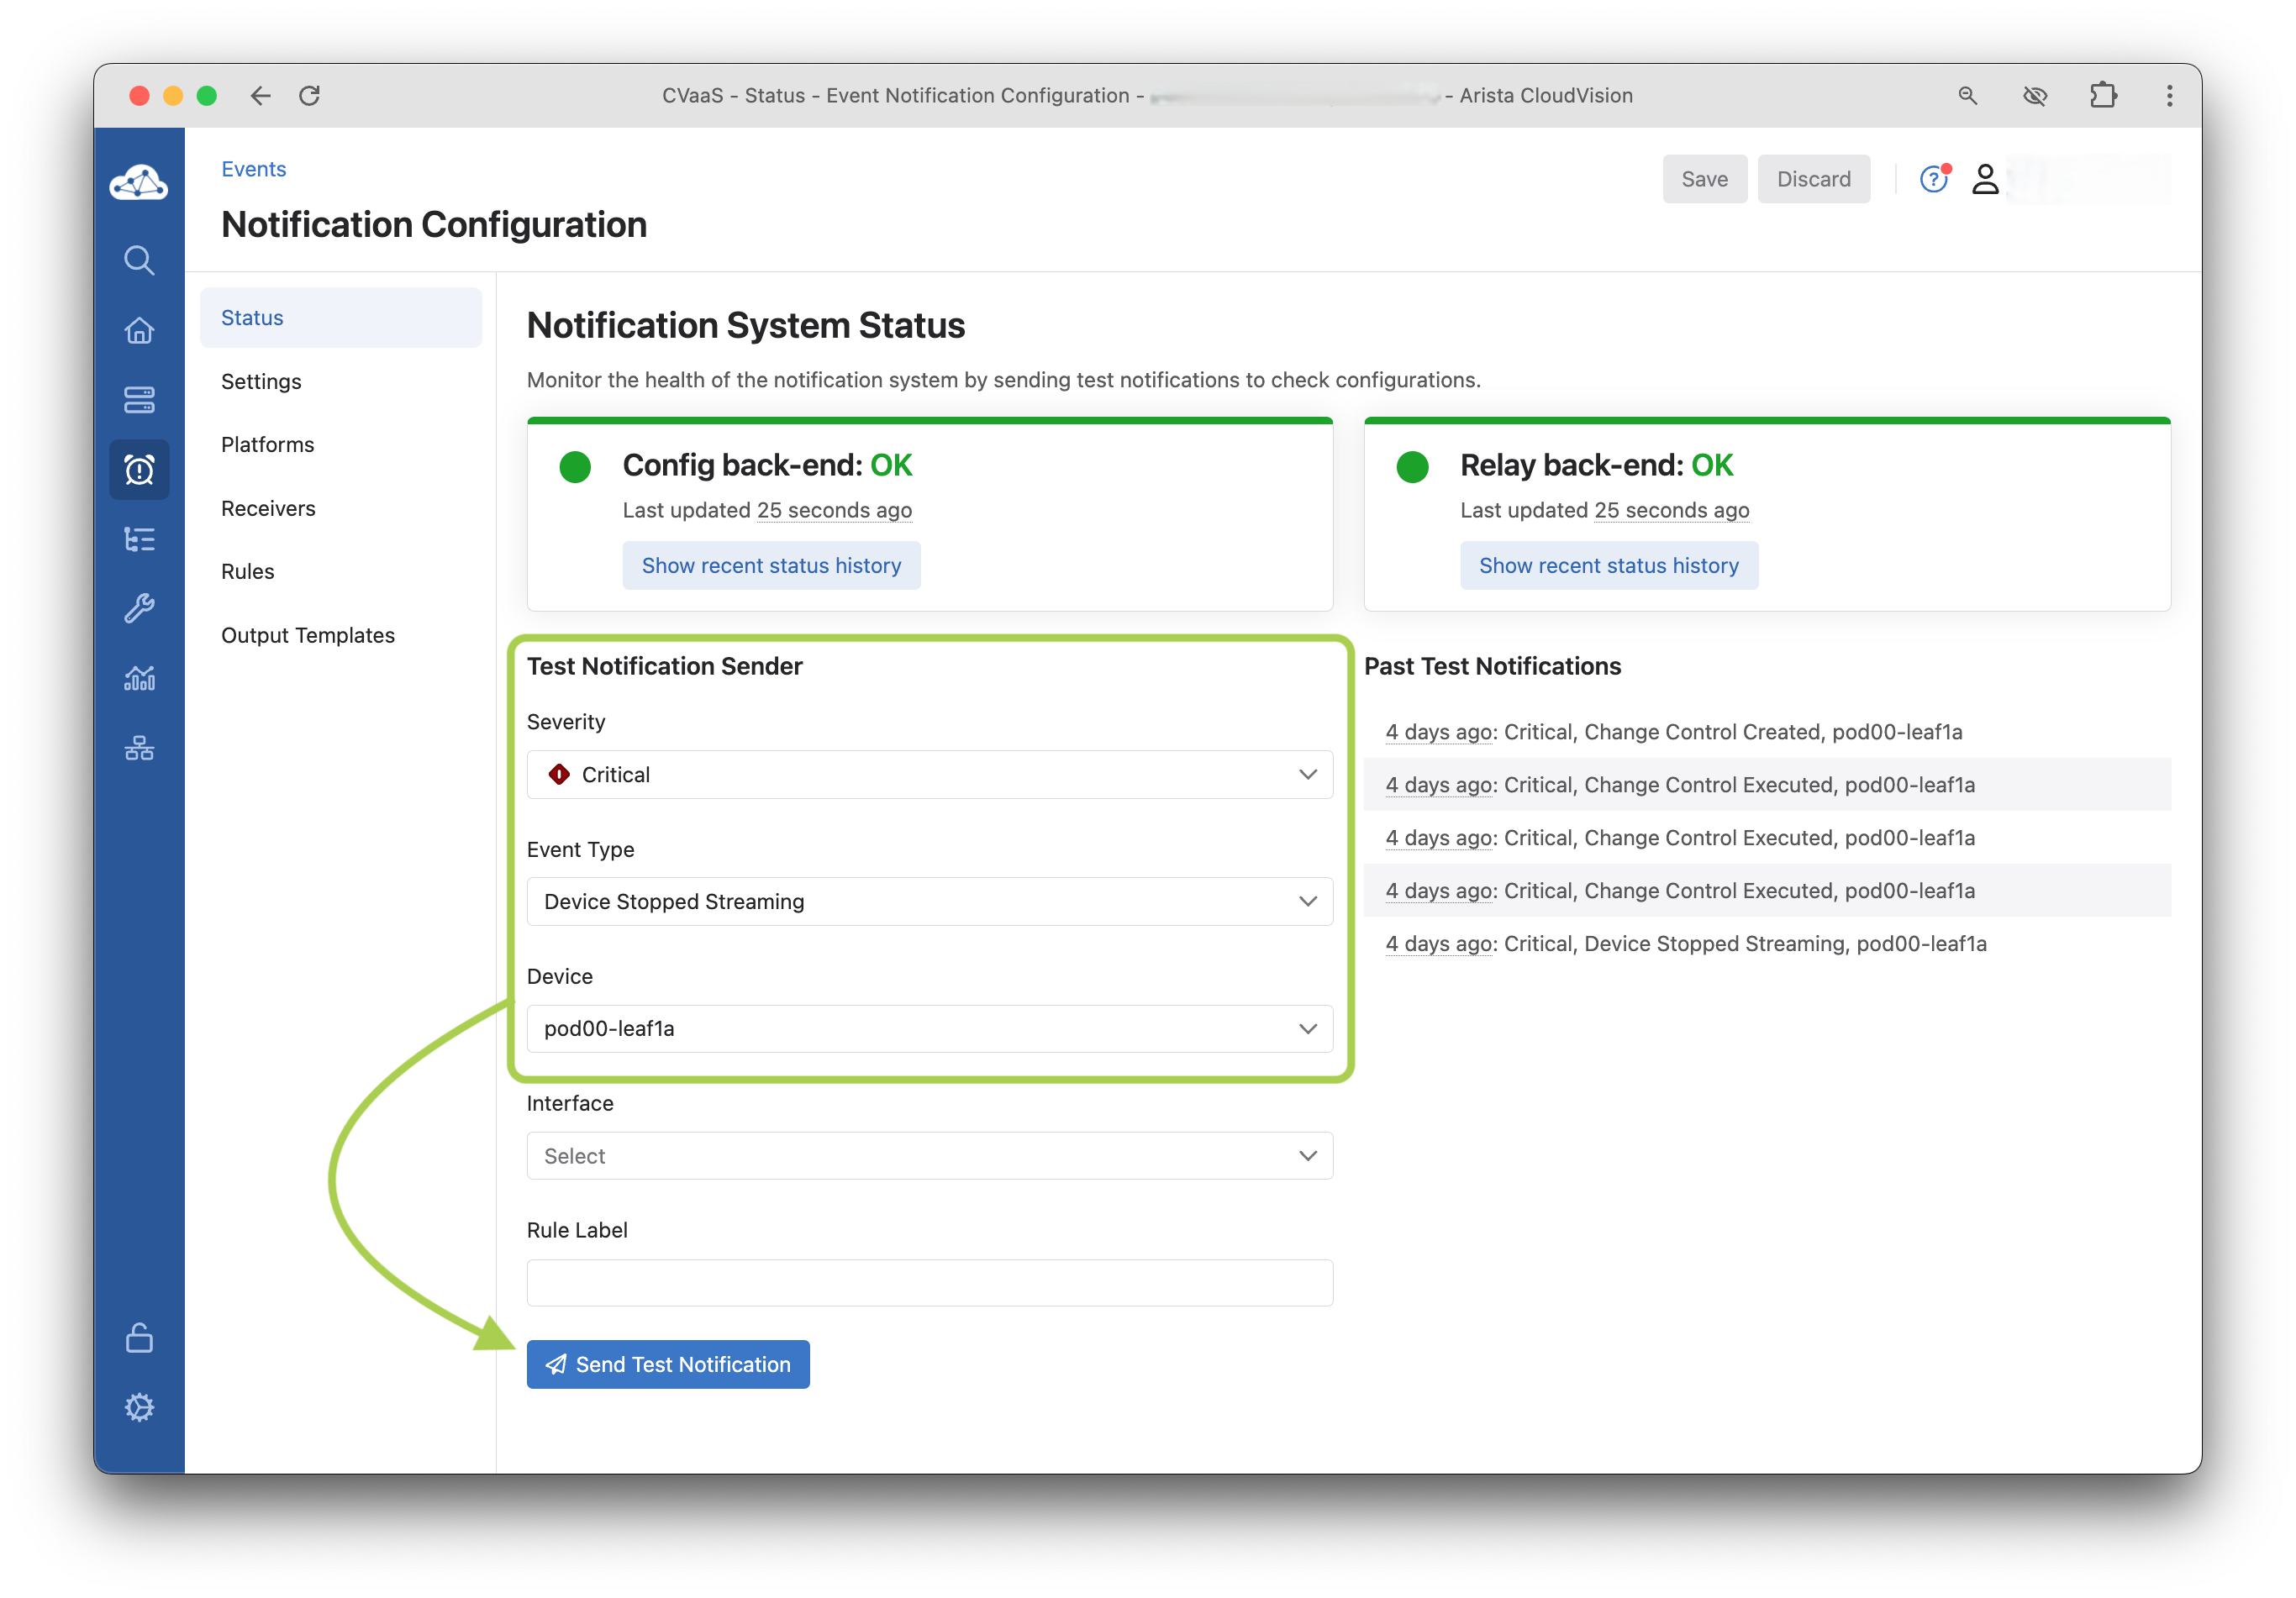 CVaaS - Status - Event Notification Configuration - - Arista CloudVision
Events
Save
Discard
Notification Configuration
Status
Settings
Platforms
Receivers
Rules
Output Templates
Notification System Status
Monitor the health of the notification system by sending test notifications to check configurations.
Config back-end: OK
Last updated 25 seconds ago
Show recent status history
Relay back-end: OK
Last updated 25 seconds ago
Show recent status history
Test Notification Sender
Severity
Critical
Event Type
Device Stopped Streaming
Device
pod00-leaf1a
Interface
Select
Rule Label
Send Test Notification
Past Test Notifications
4 days ago: Critical, Change Control Created, pod00-leaf1a
4 days ago: Critical, Change Control Executed, pod00-leaf1a
4 days ago: Critical, Change Control Executed, pod00-leaf1a
4 days ago: Critical, Change Control Executed, pod00-leaf1a
4 days ago: Critical, Device Stopped Streaming, pod00-leaf1a